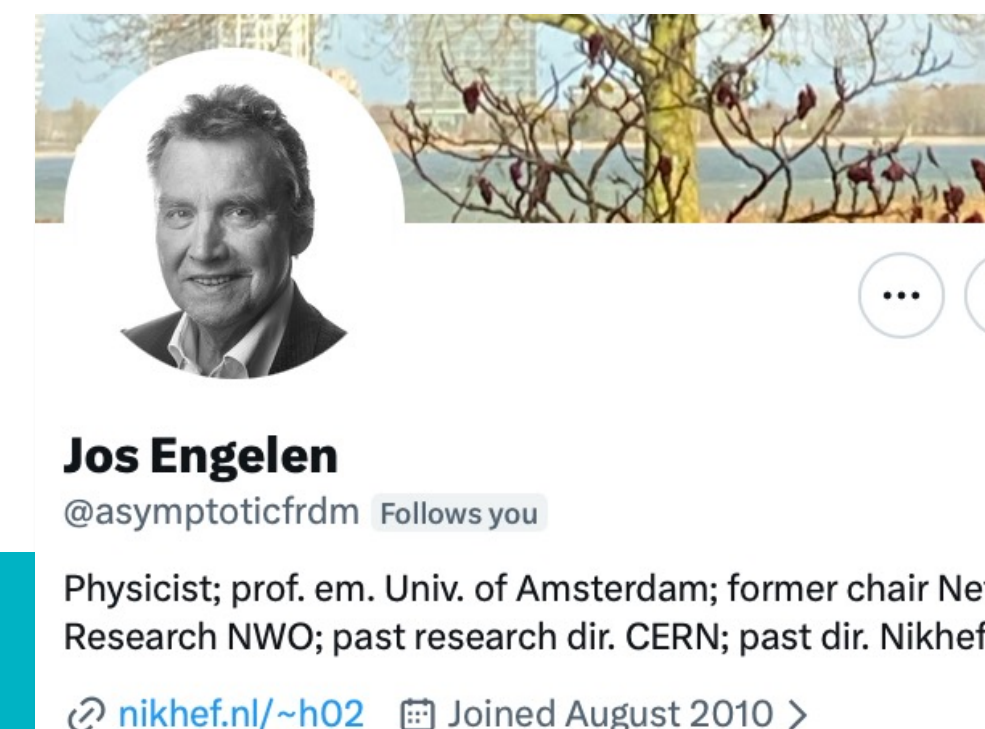 Jos Engelen
@asymptoticfrdm Follows you
Physicist; prof. em. Univ. of Amsterdam; former chair
Research NWO; past research dir. CERN; past dir. Nikhef
nikhef.nl/~h02 Joined August 2010